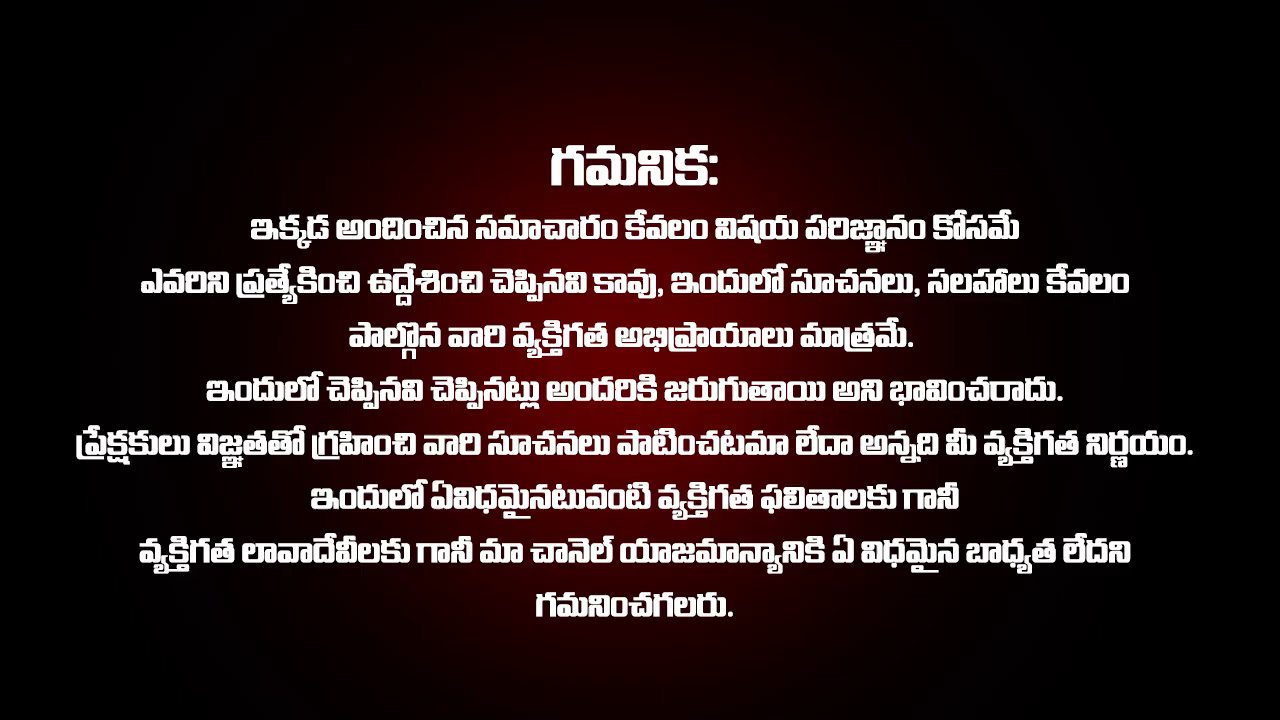 గమనిక:
ఇక్కడ అందించిన సమాచారం కేవలం విషయ పరిజ్ఞానం కోసమే
ఎవరిని ప్రత్యేకించి ఉద్దేశించి చెప్పినవి కావు, ఇందులో సూచనలు, సలహాలు కేవలం
పాల్గొన వారి వ్యక్తిగత అభిప్రాయాలు మాత్రమే.
ఇందులో చెప్పినవి చెప్పినట్లు అందరికి జరుగుతాయి అని భావించరాదు.
ప్రేక్షకులు విజ్ఞతతో గ్రహించి వారి సూచనలు పాటించటమా లేదా అన్నది మీ వ్యక్తిగత నిర్ణయం.
ఇందులో ఏవిధమైనటువంటి వ్యక్తిగత ఫలితాలకు గానీ
వ్యక్తిగత లావాదేవీలకు గానీ మా చానెల్ యాజమాన్యానికి ఏ విధమైన బాధ్యత లేదని
గమనించగలరు.